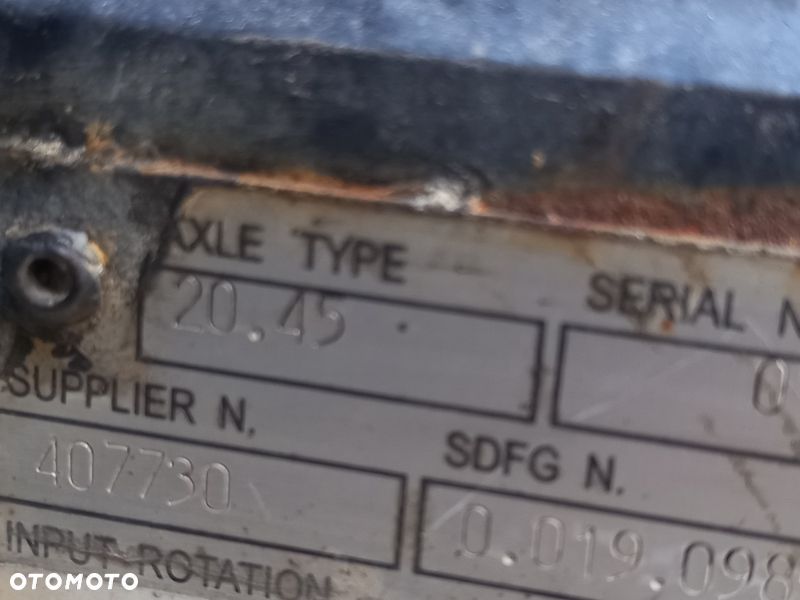 AXLE TYPE
SERIAL N
20.45
0
SUPPLIER N.
SDFG N.
407730
0.019.098
INPUT ROTATION
OTOMOTO